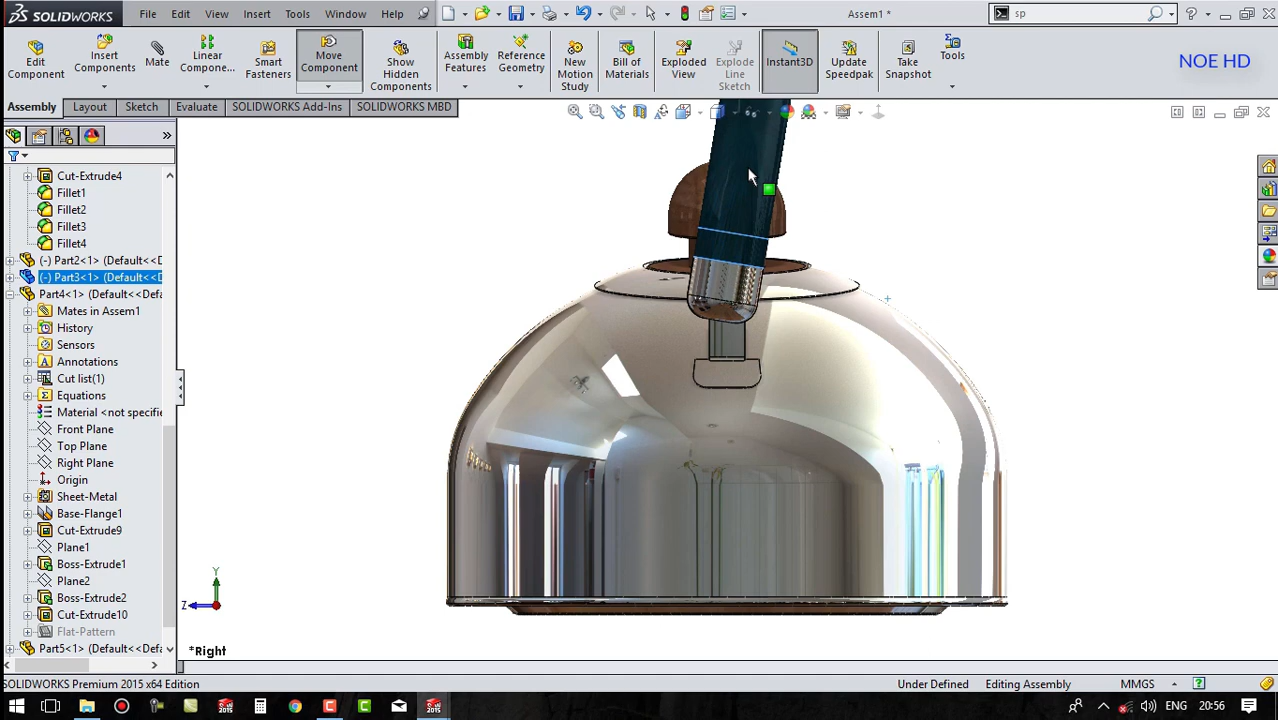 SOLIDWORKS File Edit View Insert Tools Window Help Assem1 * sp
Edit Component
Insert Components
Mate
Linear Compone...
Smart Fasteners
Move Component
Show Hidden Components
Assembly Features
Reference Geometry
New Motion Study
Bill of Materials
Exploded View
Explode Line Sketch
Instant3D
Update Speedpak
Take Snapshot
Tools
NOE HD
Assembly Layout Sketch Evaluate SOLIDWORKS Add-Ins SOLIDWORKS MBD
Cut-Extrude4
Fillet1
Fillet2
Fillet3
Fillet4
(-) Part2<1> (Default<<D
(-) Part3<1> (Default<<D
Part4<1> (Default<<Defa
Mates in Assem1
History
Sensors
Annotations
Cut list(1)
Equations
Material <not specifie
Front Plane
Top Plane
Right Plane
Origin
Sheet-Metal
Base-Flange1
Cut-Extrude9
Plane1
Boss-Extrude1
Plane2
Boss-Extrude2
Cut-Extrude10
Flat-Pattern
Part5<1> (Default<<Defa
Y
Z
*Right
SOLIDWORKS Premium 2015 x64 Edition Under Defined Editing Assembly MMGS
2015 2015 ENG 20:56